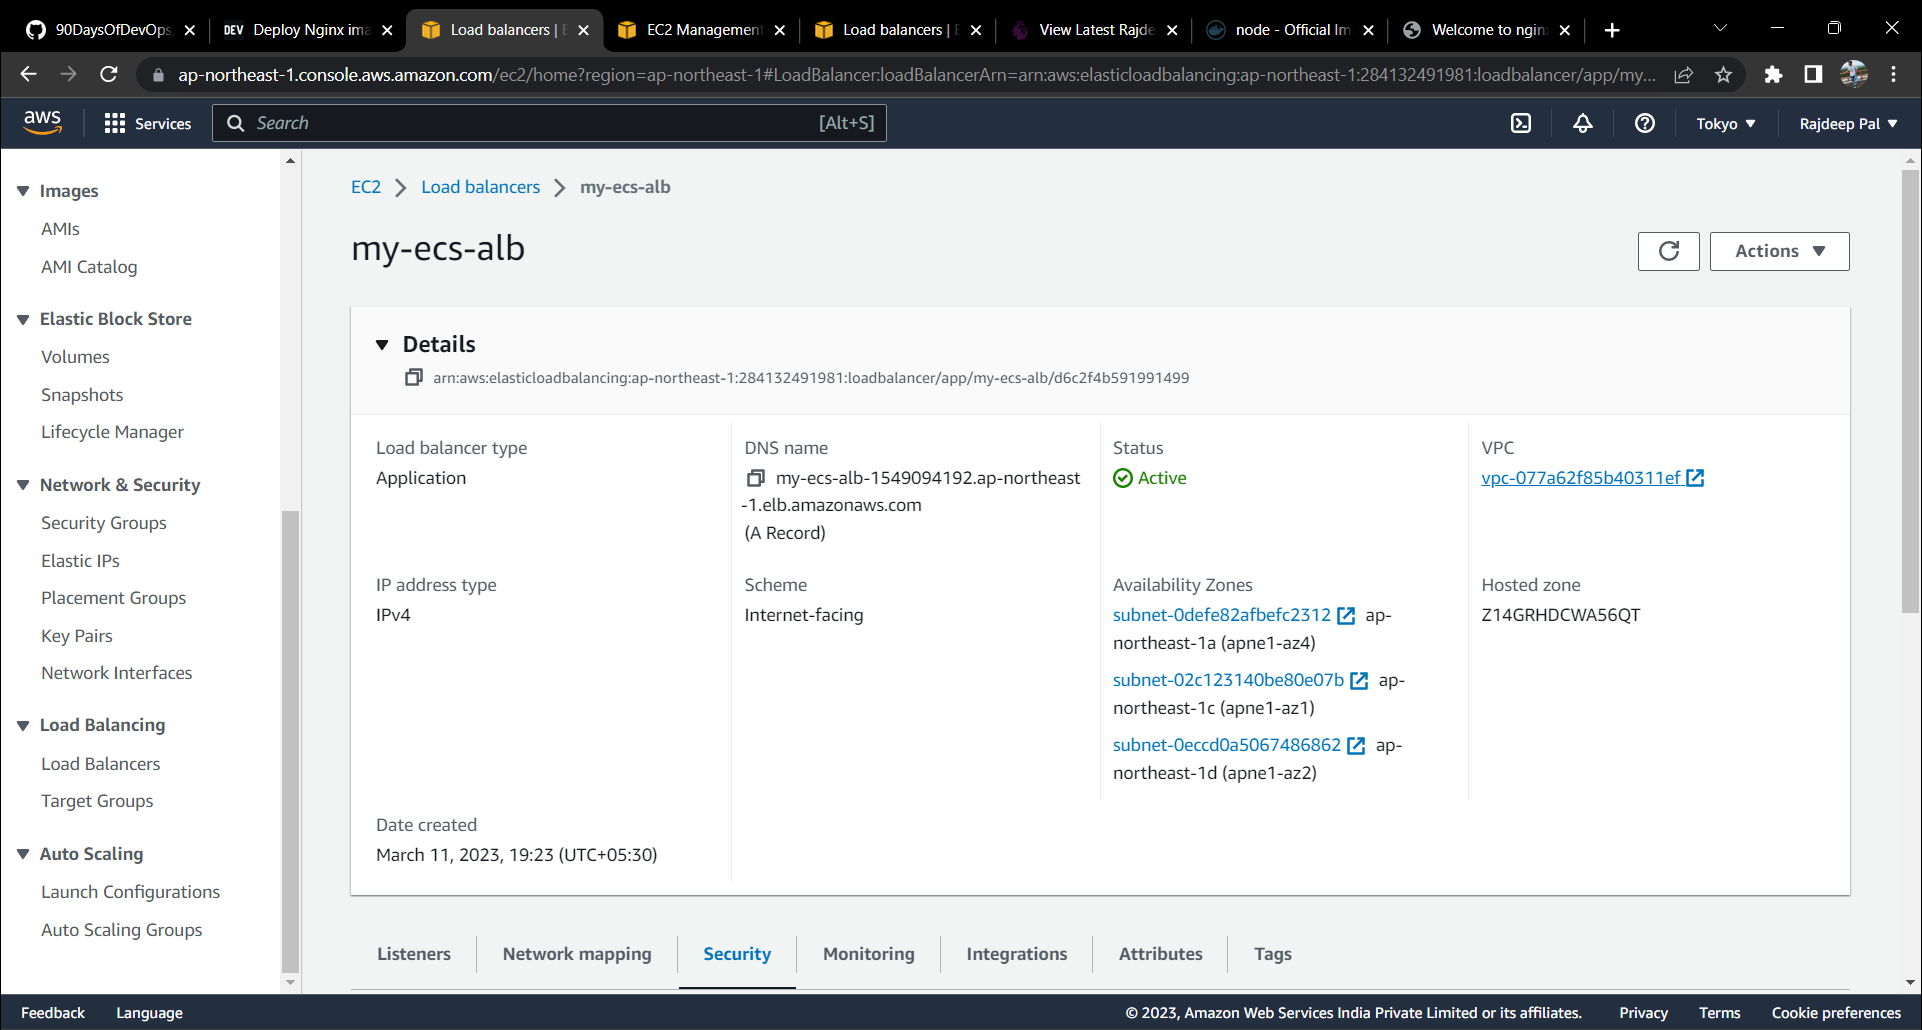 90DaysOfDevOps
DEV Deploy Nginx ima
Load balancers | E
EC2 Management
Load balancers | E
View Latest Rajde
node - Official Im
Welcome to nginx
ap-northeast-1.console.aws.amazon.com/ec2/home?region=ap-northeast-1#LoadBalancer:loadBalancerArn=arn:aws:elasticloadbalancing:ap-northeast-1:284132491981:loadbalancer/app/my...
aws
Services
Search
[Alt+S]
Tokyo
Rajdeep Pal
Images
AMIs
AMI Catalog
Elastic Block Store
Volumes
Snapshots
Lifecycle Manager
Network & Security
Security Groups
Elastic IPs
Placement Groups
Key Pairs
Network Interfaces
Load Balancing
Load Balancers
Target Groups
Auto Scaling
Launch Configurations
Auto Scaling Groups
EC2 > Load balancers > my-ecs-alb
my-ecs-alb
Actions
Details
arn:aws:elasticloadbalancing:ap-northeast-1:284132491981:loadbalancer/app/my-ecs-alb/d6c2f4b591991499
Load balancer type
Application
DNS name
my-ecs-alb-1549094192.ap-northeast
-1.elb.amazonaws.com
(A Record)
Status
Active
VPC
vpc-077a62f85b40311ef
IP address type
IPv4
Scheme
Internet-facing
Availability Zones
subnet-0defe82afbefc2312 ap-
northeast-1a (apne1-az4)
subnet-02c123140be80e07b ap-
northeast-1c (apne1-az1)
subnet-0eccd0a5067486862 ap-
northeast-1d (apne1-az2)
Hosted zone
Z14GRHDCWA56QT
Date created
March 11, 2023, 19:23 (UTC+05:30)
Listeners
Network mapping
Security
Monitoring
Integrations
Attributes
Tags
Feedback
Language
© 2023, Amazon Web Services India Private Limited or its affiliates.
Privacy
Terms
Cookie preferences